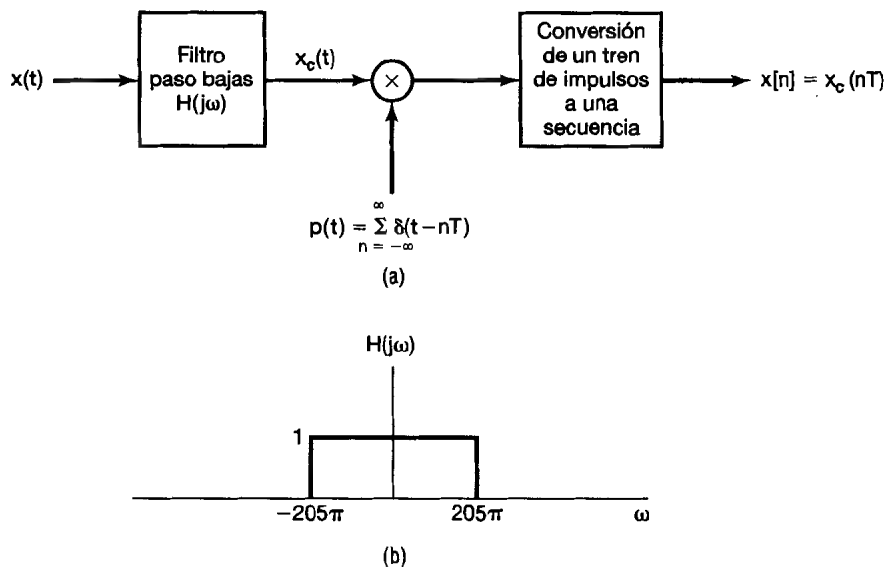 x(t)
Filtro
paso bajas
H(jω)
x_c(t)
×
Conversión
de un tren
de impulsos
a una
secuencia
x[n] = x_c(nT)
∞
p(t) = Σ δ(t−nT)
n = −∞
(a)
H(jω)
1
−205π
205π
ω
(b)